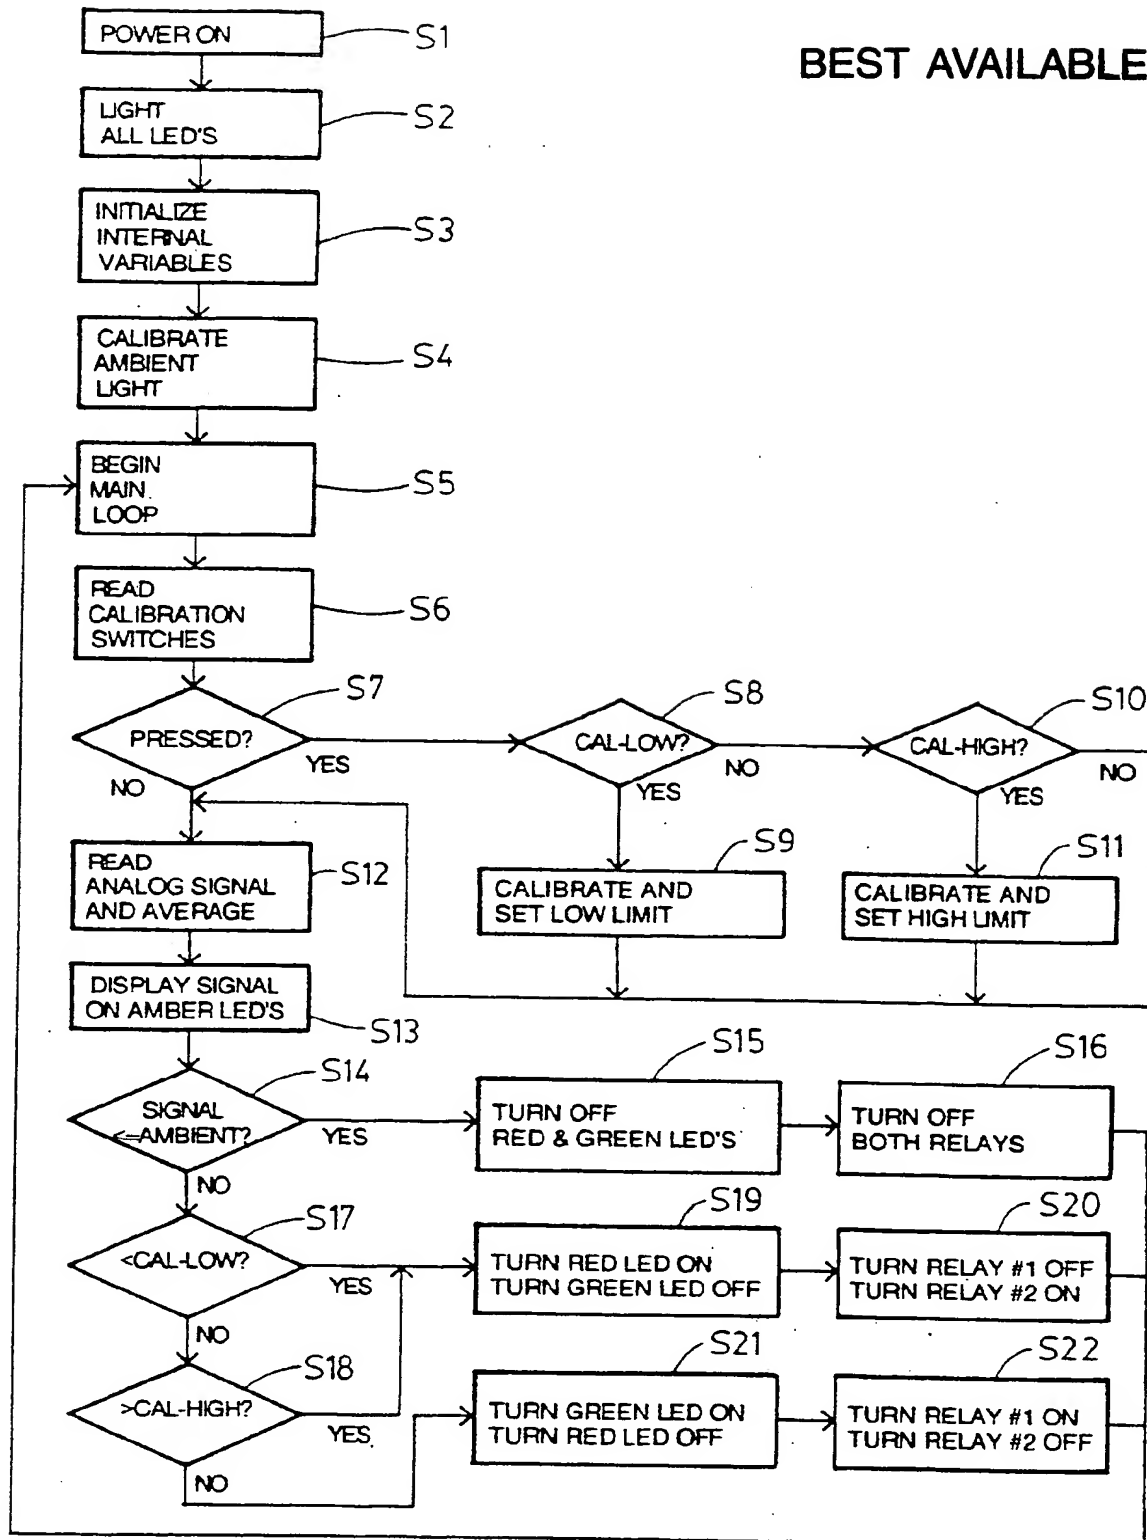 BEST AVAILABLE
POWER ON
S1
LIGHT
ALL LED'S
S2
INITIALIZE
INTERNAL
VARIABLES
S3
CALIBRATE
AMBIENT
LIGHT
S4
BEGIN
MAIN.
LOOP
S5
READ
CALIBRATION
SWITCHES
S6
PRESSED?
S7
YES
NO
CAL-LOW?
S8
NO
YES
CAL-HIGH?
S10
NO
YES
CALIBRATE AND
SET LOW LIMIT
S9
CALIBRATE AND
SET HIGH LIMIT
S11
READ
ANALOG SIGNAL
AND AVERAGE
S12
DISPLAY SIGNAL
ON AMBER LED'S
S13
SIGNAL
<=AMBIENT?
S14
YES
NO
TURN OFF
RED & GREEN LED'S
S15
TURN OFF
BOTH RELAYS
S16
<CAL-LOW?
S17
YES
NO
TURN RED LED ON
TURN GREEN LED OFF
S19
TURN RELAY #1 OFF
TURN RELAY #2 ON
S20
>CAL-HIGH?
S18
YES
NO
TURN GREEN LED ON
TURN RED LED OFF
S21
TURN RELAY #1 ON
TURN RELAY #2 OFF
S22